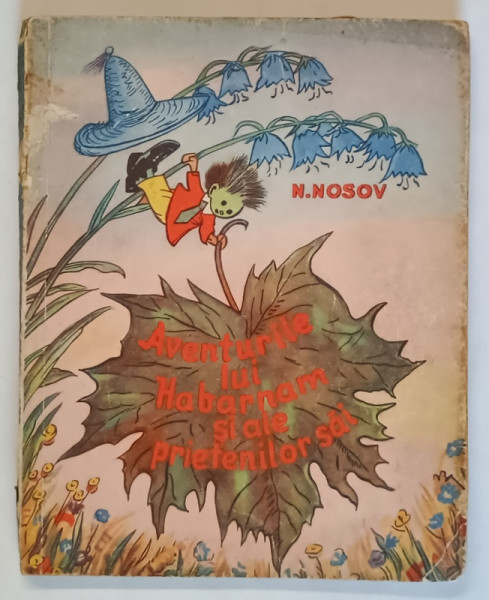 N.NOSOV
Aventurile
lui
Habarnam
și ale
prietenilor săi